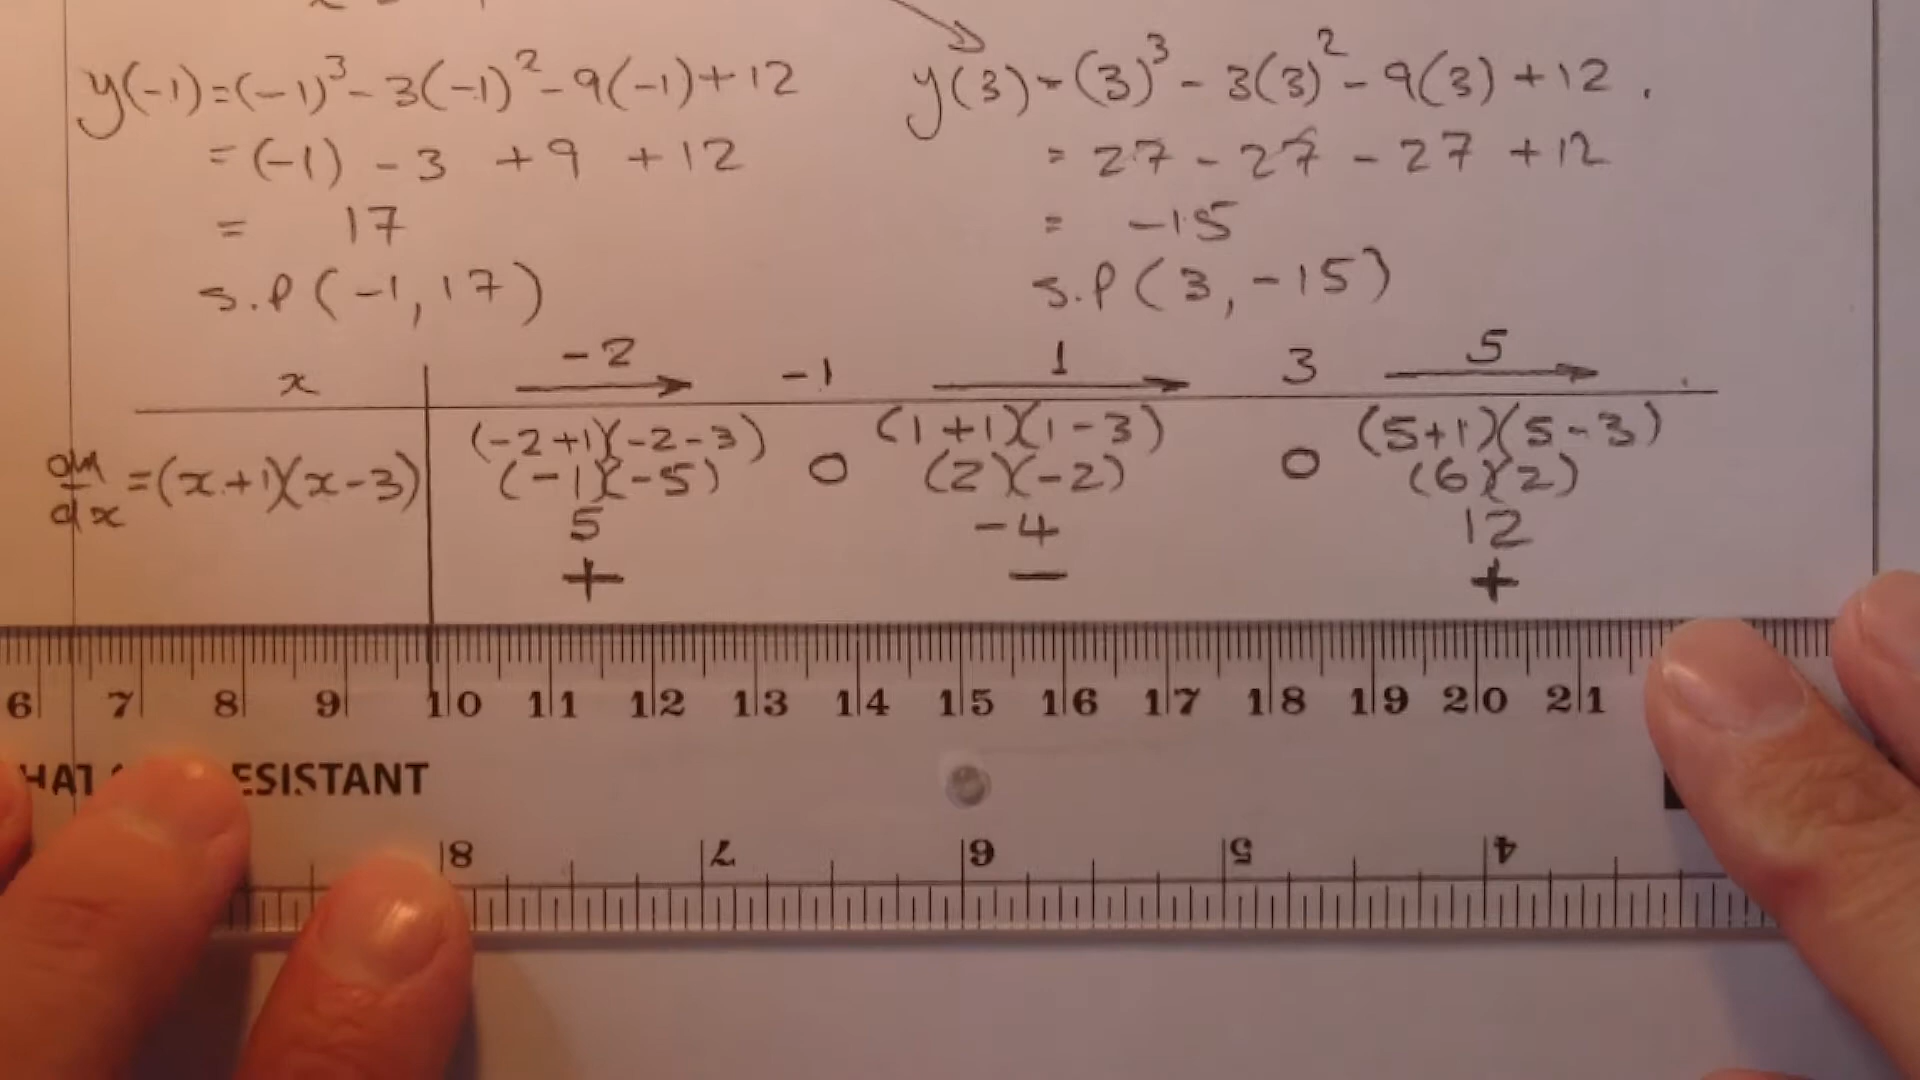 y(-1)=(-1)³-3(-1)²-9(-1)+12
=(-1) -3 +9 +12
= 17
s.p(-1,17)
y(3)-(3)³-3(3)²-9(3)+12.
= 27-27-27+12
= -15
s.p(3,-15)
x -2 -1 1 3 5
dy/dx=(x+1)(x-3) (-2+1)(-2-3) 0 (1+1)(1-3) 0 (5+1)(5-3)
(-1)(-5) (2)(-2) (6)(2)
5 -4 12
+ - +
6 7 8 9 10 11 12 13 14 15 16 17 18 19 20 21
ESISTANT
8 7 6 5 4